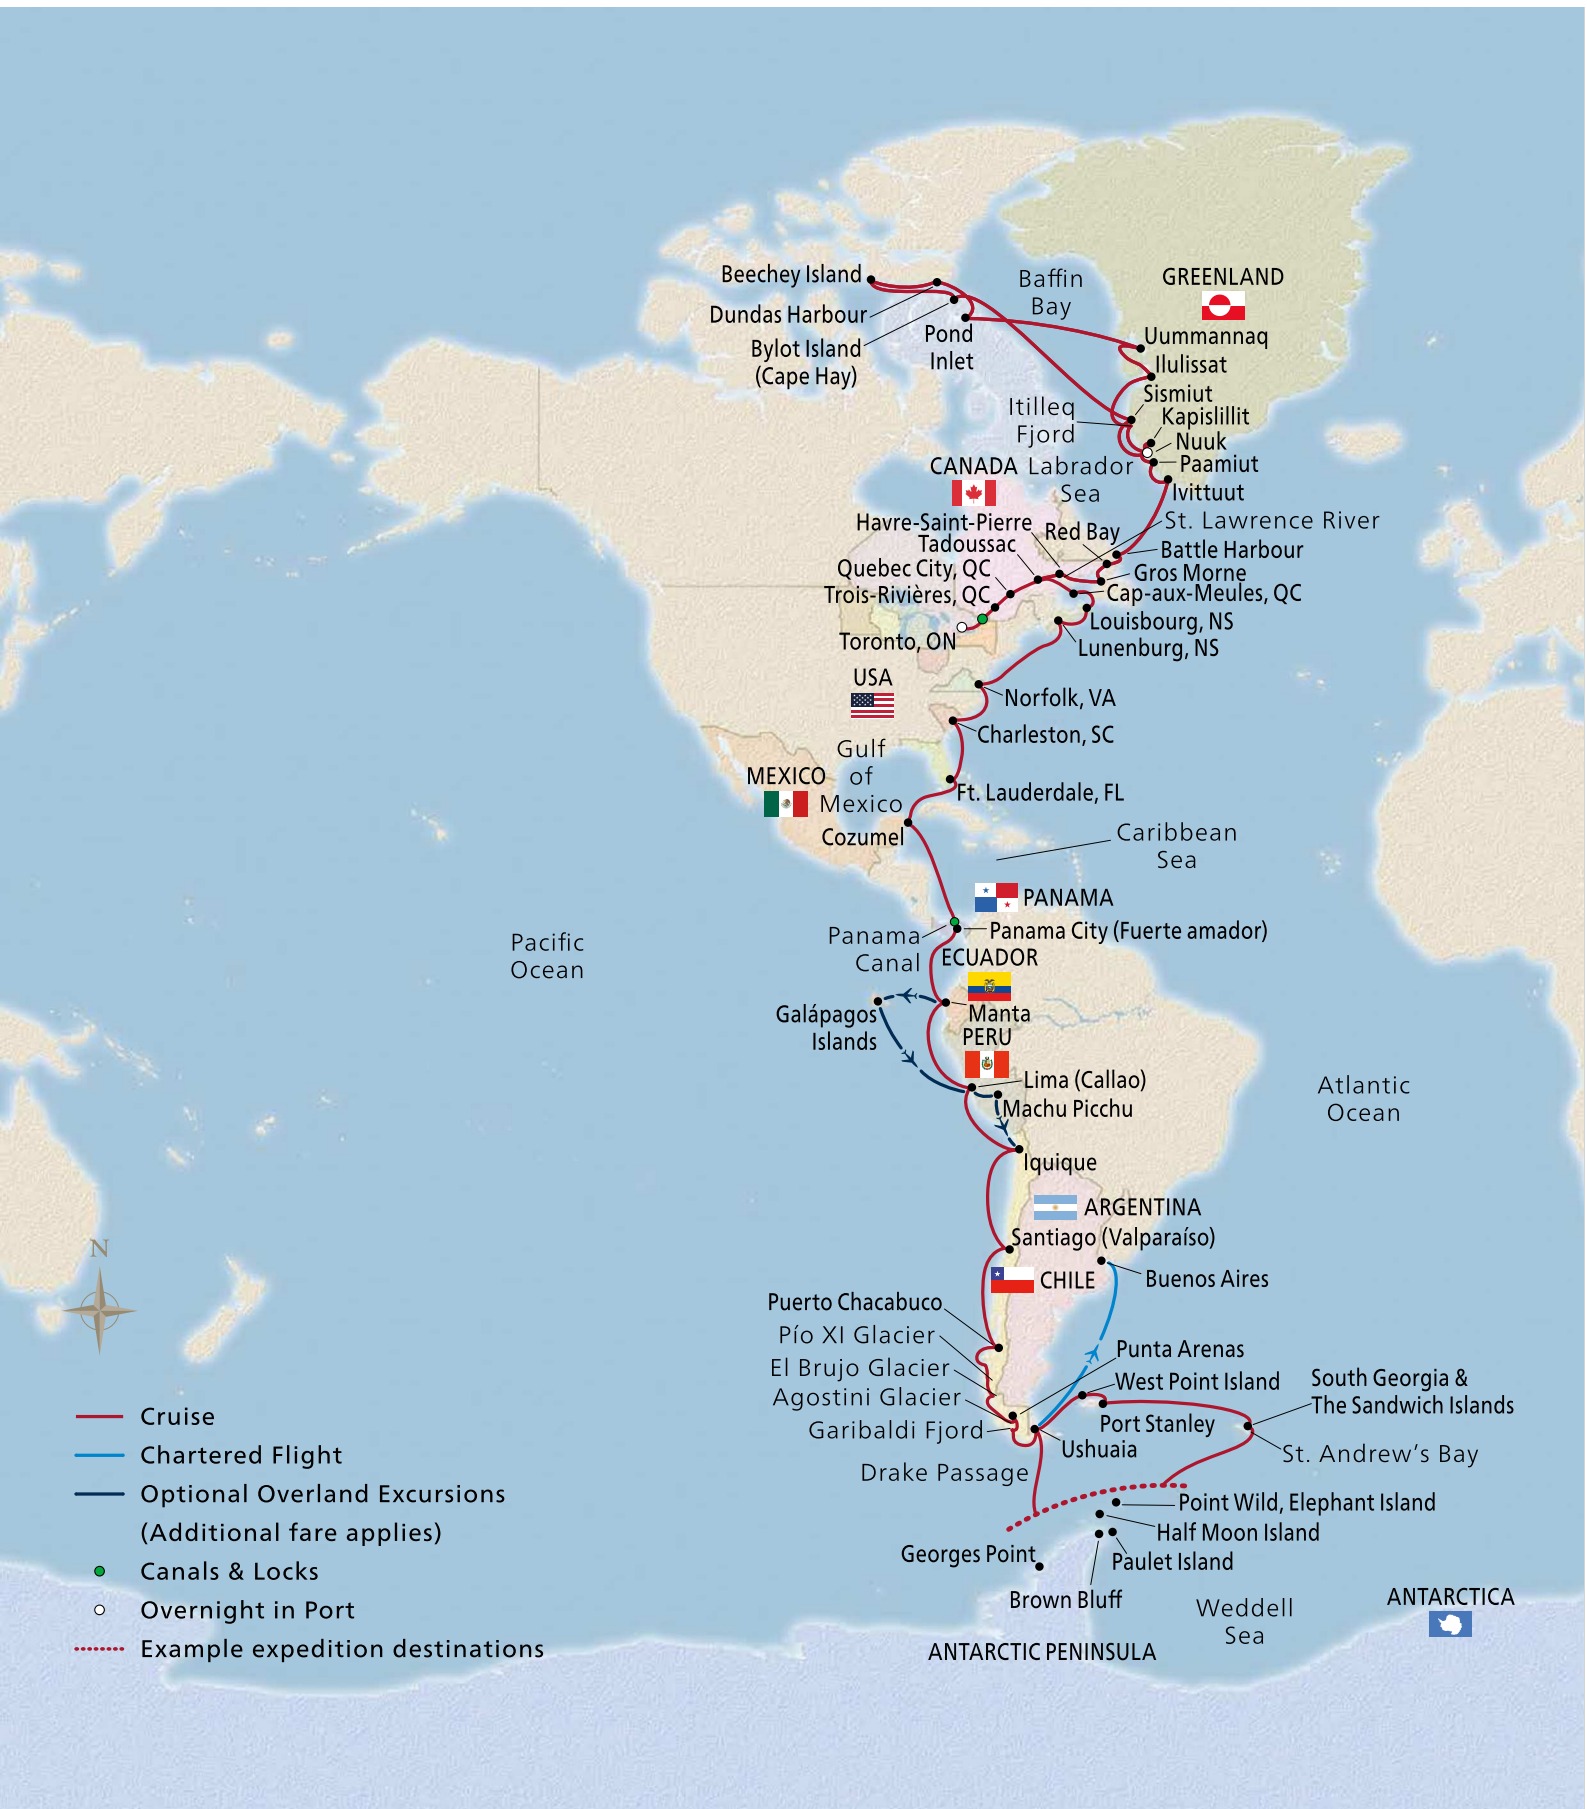 Beechey Island
Baffin
Bay
GREENLAND
Dundas Harbour
Bylot Island
(Cape Hay)
Pond
Inlet
Uummannaq
Ilulissat
Sismiut
Itilleq
Fjord
Kapislillit
Nuuk
Paamiut
CANADA
Labrador
Sea
Ivittuut
Havre-Saint-Pierre
Red Bay
St. Lawrence River
Tadoussac
Battle Harbour
Quebec City, QC
Gros Morne
Trois-Rivières, QC
Cap-aux-Meules, QC
Louisbourg, NS
Toronto, ON
Lunenburg, NS
USA
Norfolk, VA
Charleston, SC
Gulf
of
Mexico
MEXICO
Ft. Lauderdale, FL
Cozumel
Caribbean
Sea
PANAMA
Panama City (Fuerte amador)
Panama
Canal
Pacific
Ocean
ECUADOR
Galápagos
Islands
Manta
PERU
Lima (Callao)
Machu Picchu
Atlantic
Ocean
Iquique
ARGENTINA
Santiago (Valparaíso)
N
CHILE
Buenos Aires
Puerto Chacabuco
Pío XI Glacier
Punta Arenas
El Brujo Glacier
West Point Island
South Georgia &
The Sandwich Islands
Agostini Glacier
Port Stanley
Garibaldi Fjord
Ushuaia
St. Andrew's Bay
Drake Passage
Point Wild, Elephant Island
Half Moon Island
Georges Point
Paulet Island
Brown Bluff
Weddell
Sea
ANTARCTICA
ANTARCTIC PENINSULA
Cruise
Chartered Flight
Optional Overland Excursions
(Additional fare applies)
Canals & Locks
Overnight in Port
Example expedition destinations